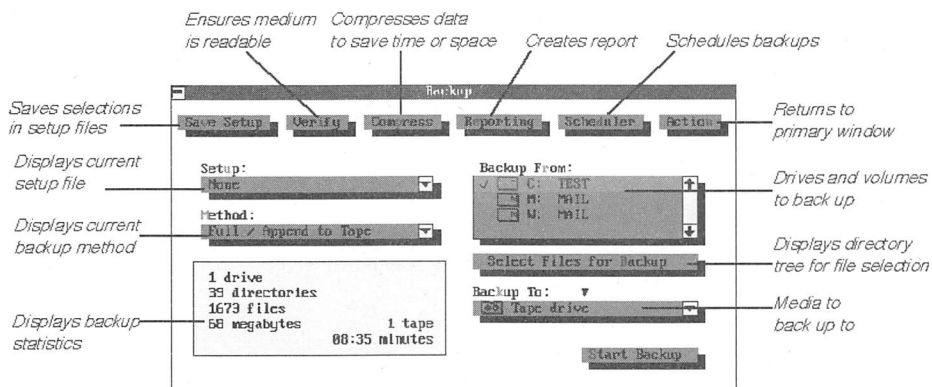 Ensures medium
is readable
Compresses data
to save time or space
Creates report
Schedules backups
Saves selections
in setup files
Displays current
setup file
Displays current
backup method
Displays backup
statistics
Backup
Save Setup
Verify
Compress
Reporting
Scheduler
Action
Setup:
None
Method:
Full / Append to Tape
1 drive
39 directories
1673 files
68 megabytes 1 tape
08:35 minutes
Backup From:
C: TEST
M: MAIL
W: MAIL
Select Files for Backup
Backup To:
Tape drive
Start Backup
Returns to
primary window
Drives and volumes
to back up
Displays directory
tree for file selection
Media to
back up to